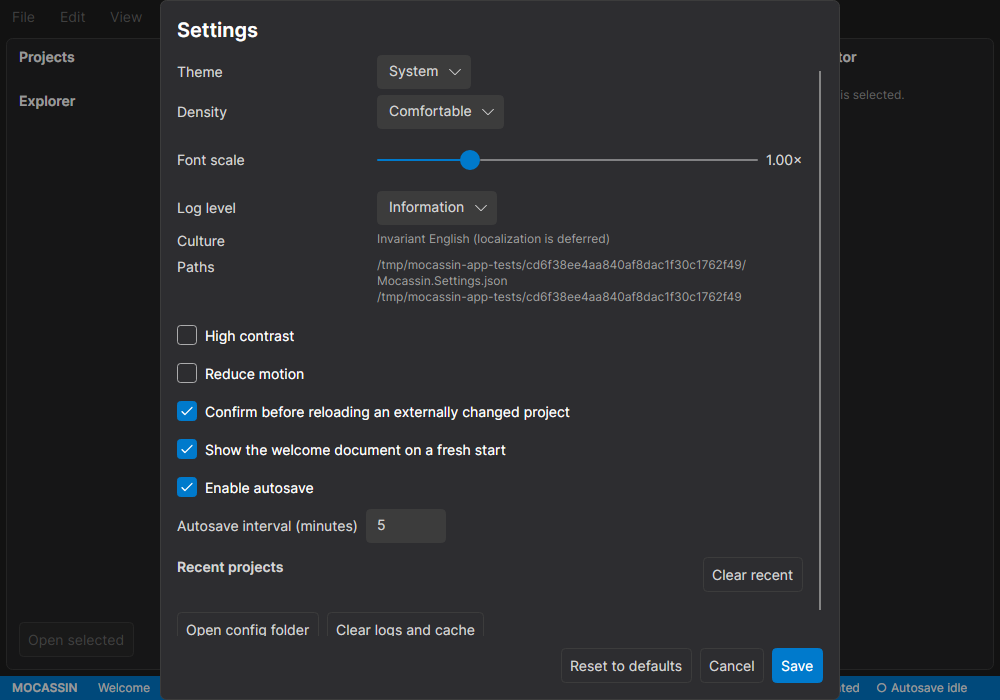 File Edit View
Settings
Projects
Explorer
tor
is selected.
Theme System
Density Comfortable
Font scale 1.00×
Log level Information
Culture Invariant English (localization is deferred)
Paths /tmp/mocassin-app-tests/cd6f38ee4aa840af8dac1f30c1762f49/
Mocassin.Settings.json
/tmp/mocassin-app-tests/cd6f38ee4aa840af8dac1f30c1762f49
High contrast
Reduce motion
Confirm before reloading an externally changed project
Show the welcome document on a fresh start
Enable autosave
Autosave interval (minutes) 5
Recent projects
Clear recent
Open config folder Clear logs and cache
Open selected
Reset to defaults Cancel Save
MOCASSIN Welcome ted Autosave idle